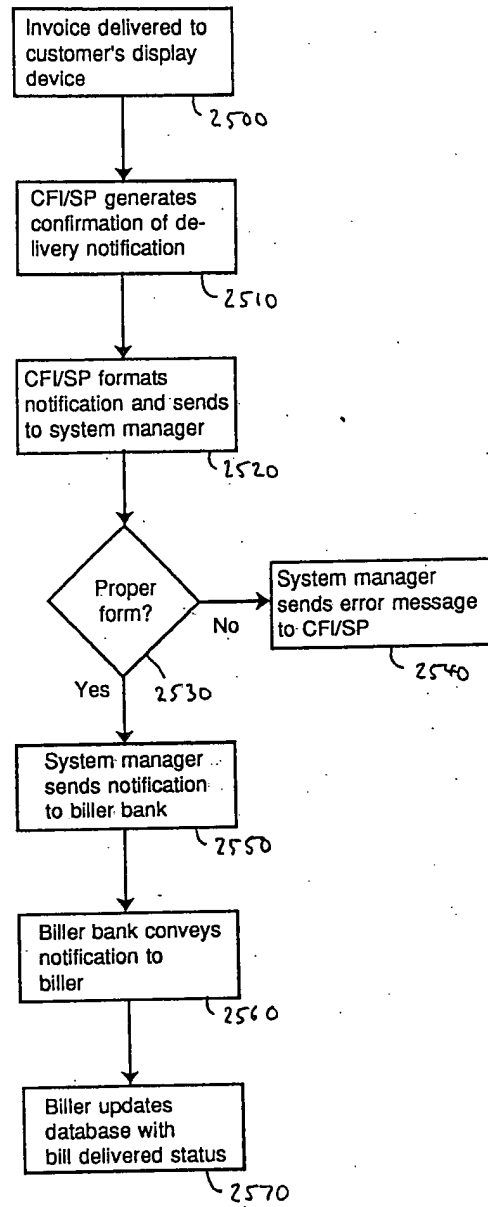 Invoice delivered to
customer's display
device
2500
CFI/SP generates
confirmation of de-
livery notification
2510
CFI/SP formats
notification and sends
to system manager
2520
Proper
form?
No
Yes
2530
System manager
sends error message
to CFI/SP
2540
System manager
sends notification
to biller bank
2550
Biller bank conveys
notification to
biller
2560
Biller updates
database with
bill delivered status
2570